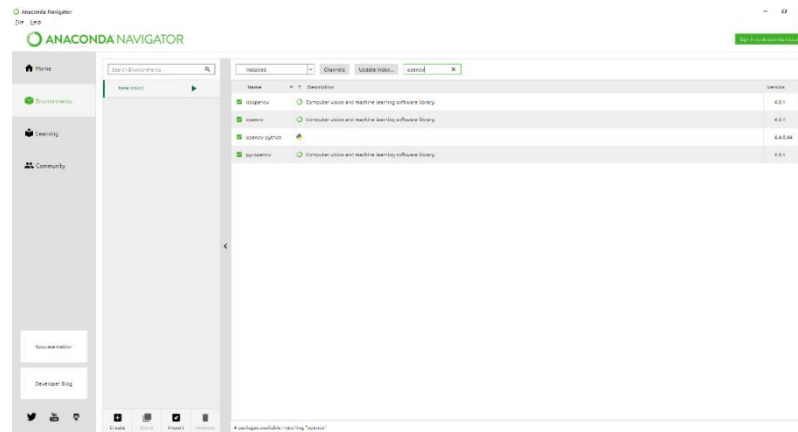 Anaconda Navigator
File Help
ANACONDA NAVIGATOR
Home
Environments
Learning
Community
Documentation
Developer Blog
Search Environments
base (root)
Create
Clone
Import
Remove
Installed
Channels
Update index...
opencv
Name
T
Description
Version
libopencv
Computer vision and machine learning software library.
4.0.1
opencv
Computer vision and machine learning software library.
4.0.1
opencv-python
4.4.0.44
py-opencv
Computer vision and machine learning software library.
4.0.1
4 packages available matching "opencv"